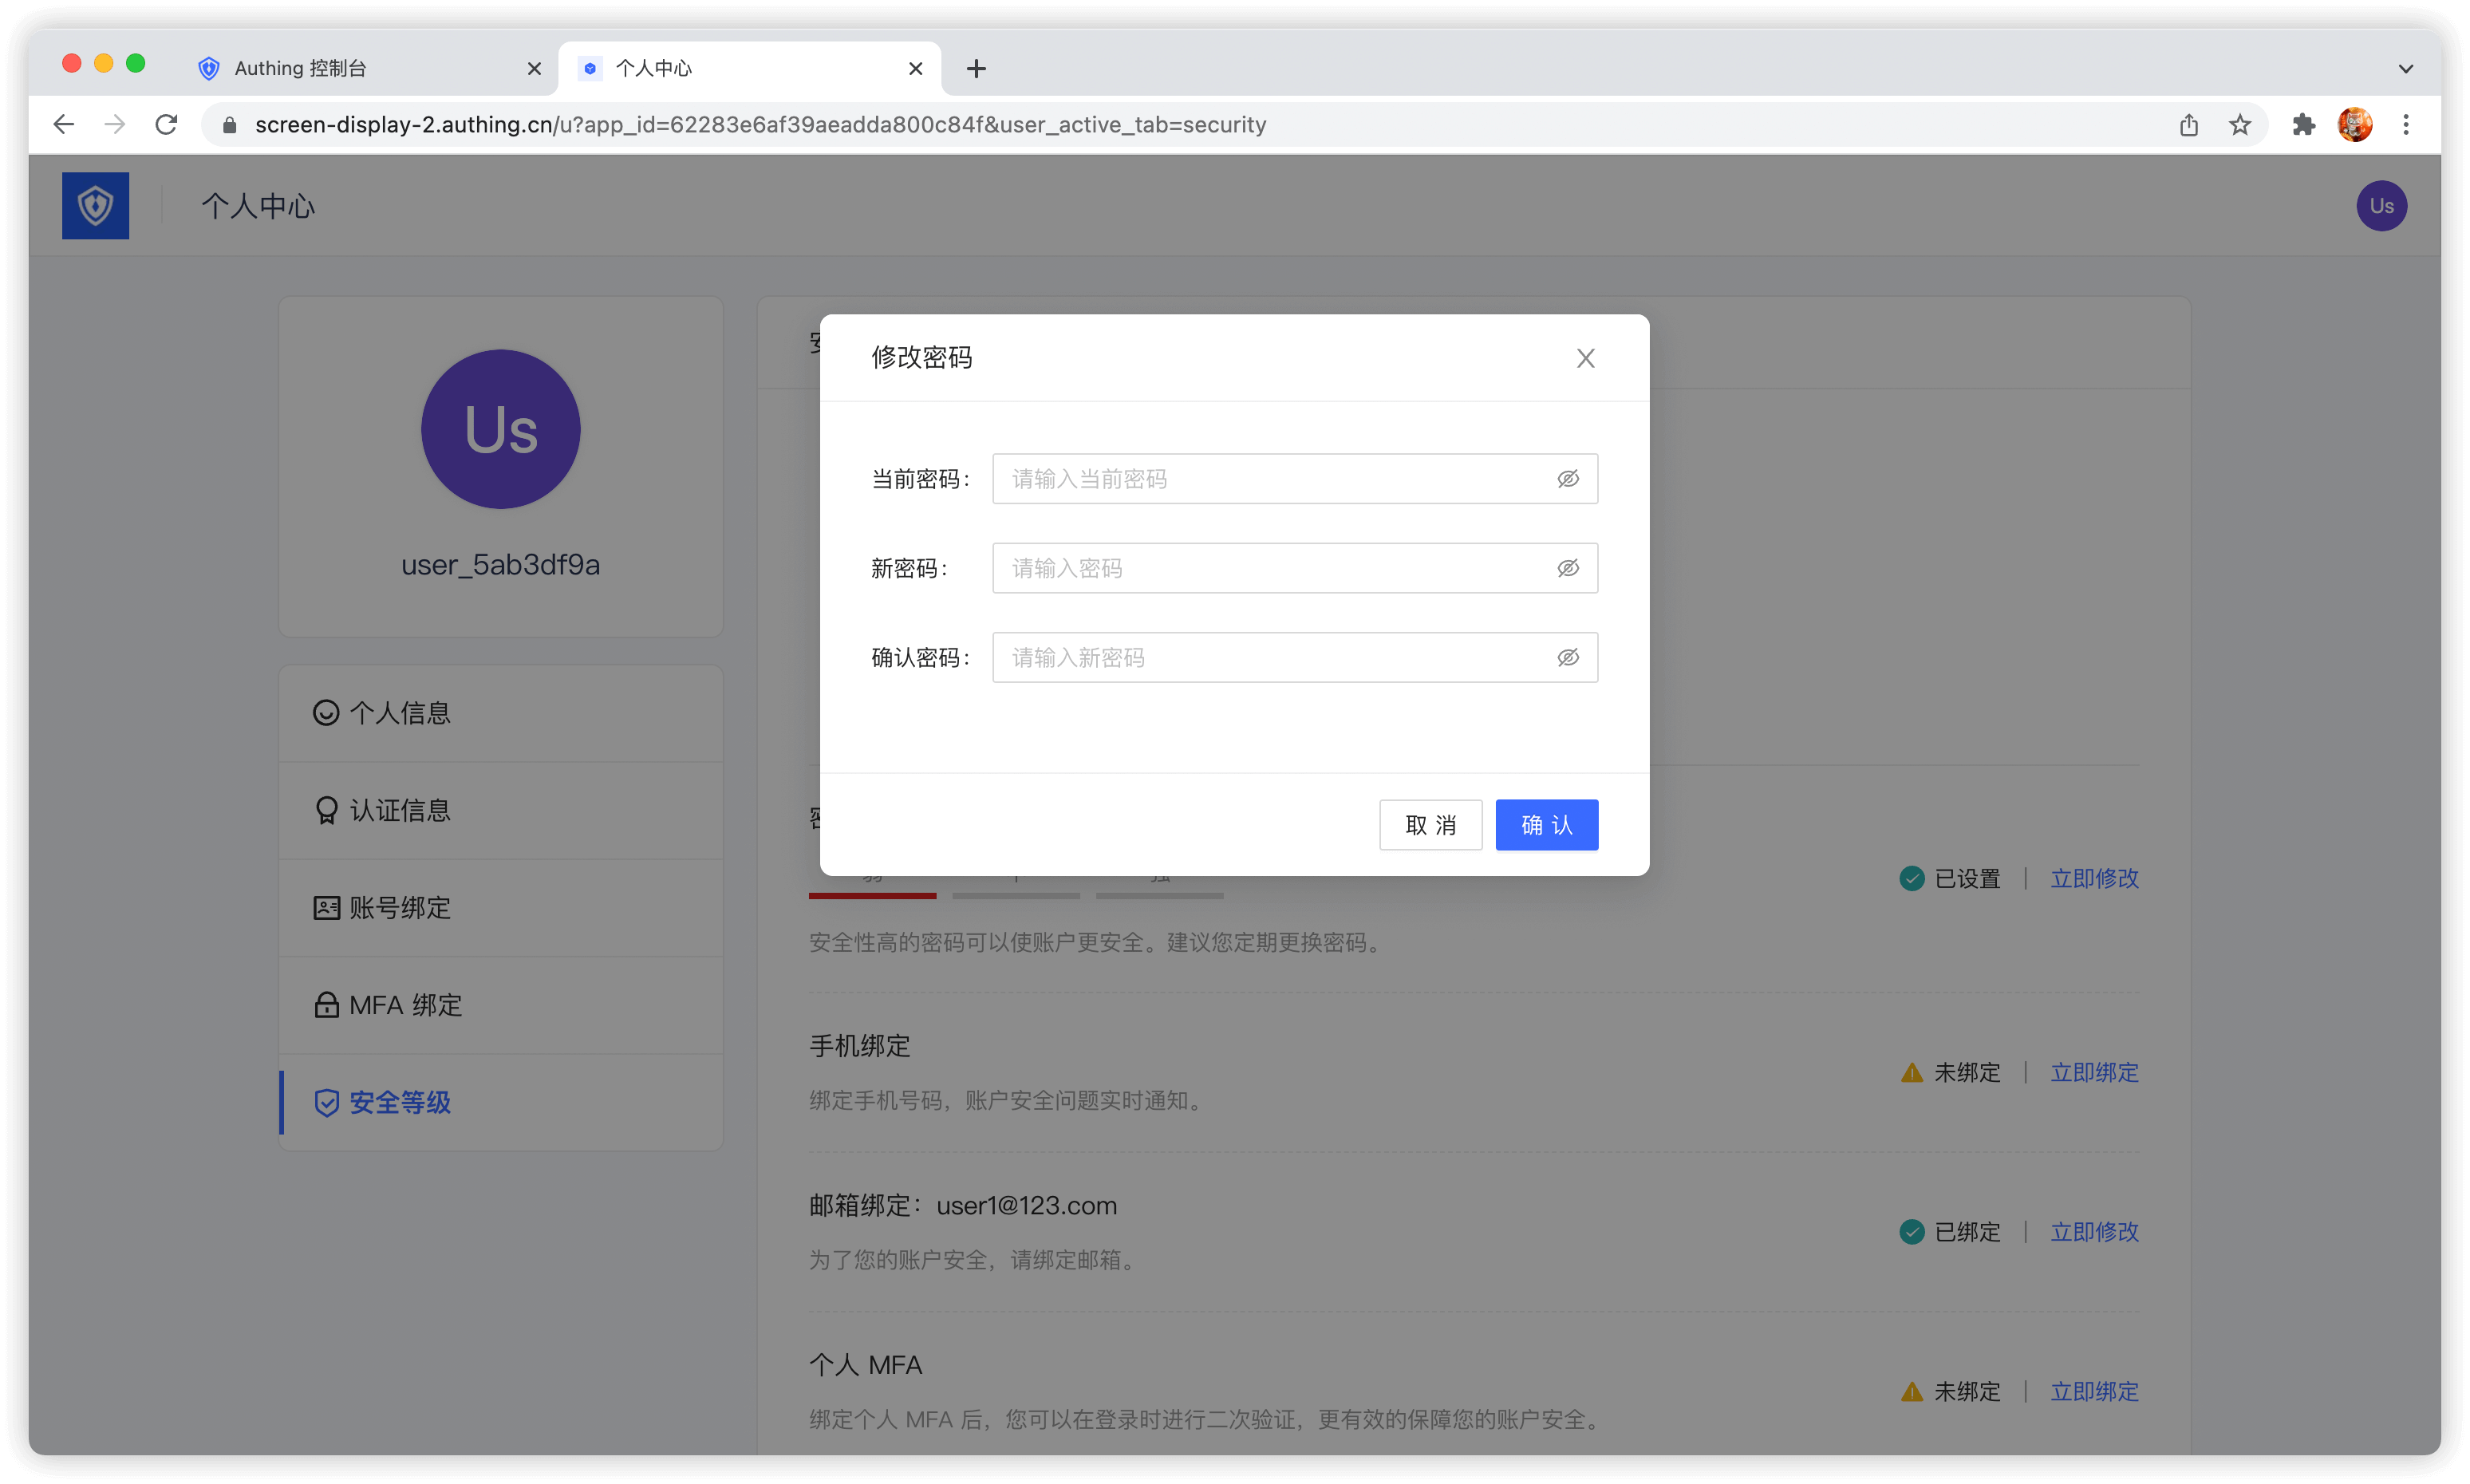 Authing 控制台
个人中心
screen-display-2.authing.cn/u?app_id=62283e6af39aeadda800c84f&user_active_tab=security
个人中心
Us
Us
user_5ab3df9a
个人信息
认证信息
账号绑定
MFA 绑定
安全等级
修改密码
当前密码： 请输入当前密码
新密码： 请输入密码
确认密码： 请输入新密码
取 消 确 认
已设置 立即修改
安全性高的密码可以使账户更安全。建议您定期更换密码。
手机绑定
未绑定 立即绑定
绑定手机号码，账户安全问题实时通知。
邮箱绑定：user1@123.com
已绑定 立即修改
为了您的账户安全，请绑定邮箱。
个人 MFA
未绑定 立即绑定
绑定个人 MFA 后，您可以在登录时进行二次验证，更有效的保障您的账户安全。